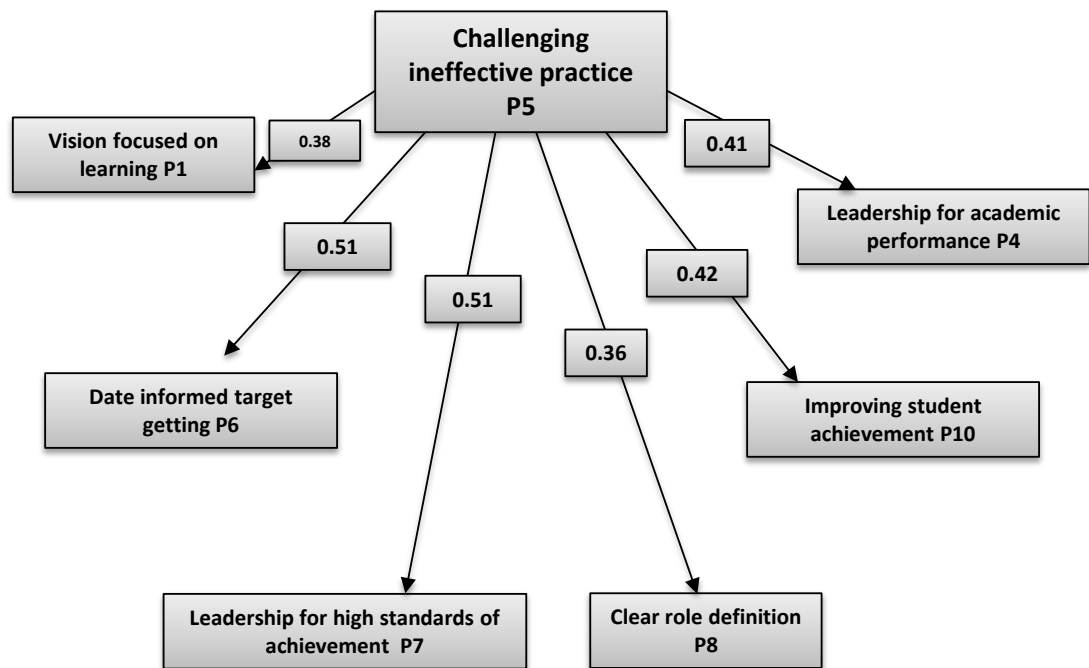 Challenging
ineffective practice
P5
Vision focused on
learning P1
0.38
0.41
Leadership for academic
performance P4
0.51
0.51
0.42
0.36
Date informed target
getting P6
Improving student
achievement P10
Leadership for high standards of
achievement P7
Clear role definition
P8